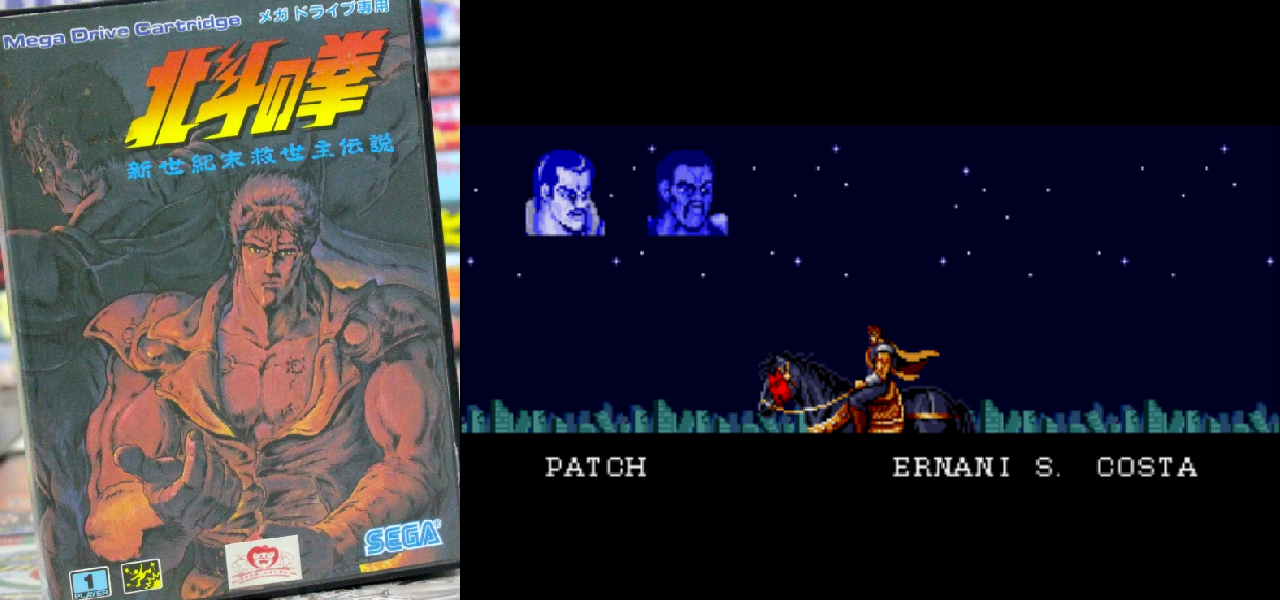 Mega Drive Cartridge
メガドライブ専用
北斗の拳
新世紀末救世主伝説
SEGA®
1
PLAYER
PATCH
ERNANI S. COSTA